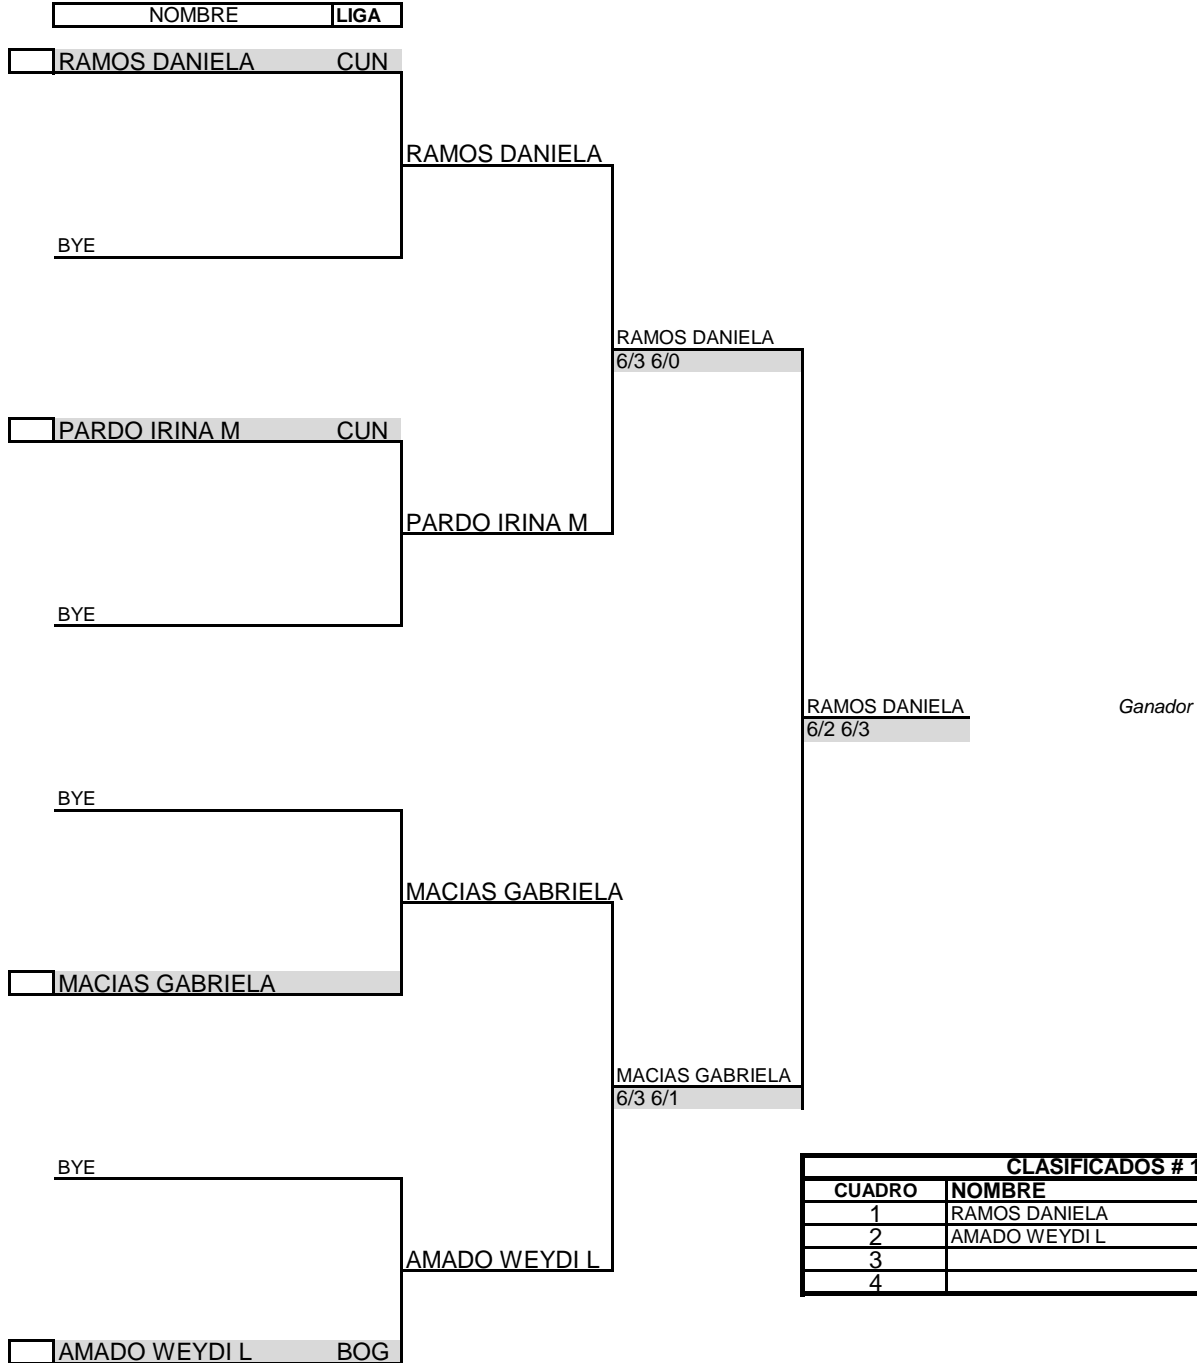 NOMBRE LIGA
RAMOS DANIELA CUN
RAMOS DANIELA
BYE
RAMOS DANIELA
6/3 6/0
PARDO IRINA M CUN
PARDO IRINA M
BYE
RAMOS DANIELA Ganador
6/2 6/3
BYE
MACIAS GABRIELA
MACIAS GABRIELA
MACIAS GABRIELA
6/3 6/1
BYE
CLASIFICADOS # 1
CUADRO NOMBRE
1 RAMOS DANIELA
2 AMADO WEYDI L
3
4
AMADO WEYDI L
AMADO WEYDI L BOG